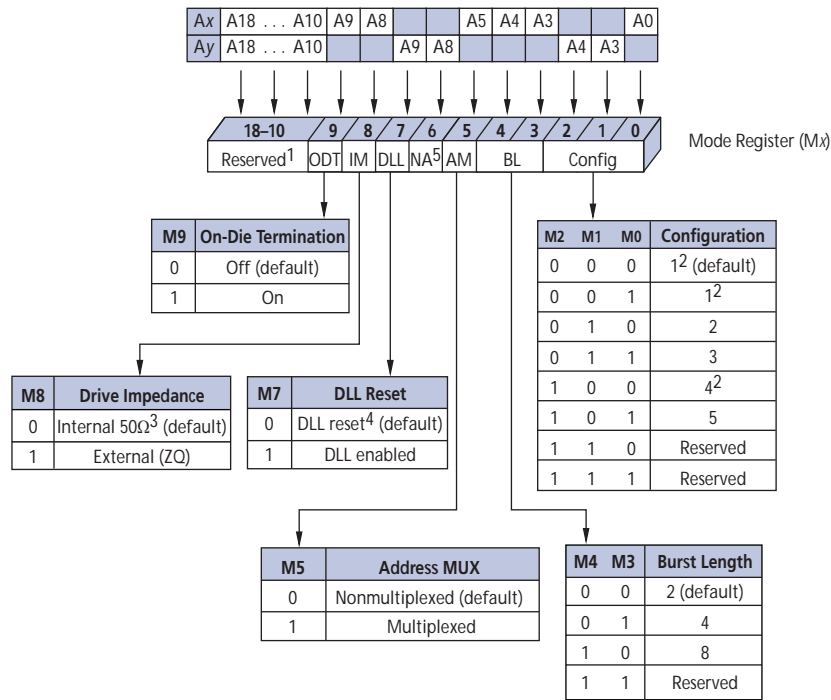 Ax A18 . . . A10 A9 A8 A5 A4 A3 A0
Ay A18 . . . A10 A9 A8 A4 A3
18–10 9 8 7 6 5 4 3 2 1 0
Reserved1 ODT IM DLL NA5 AM BL Config
Mode Register (Mx)
M9 On-Die Termination
0 Off (default)
1 On
M2 M1 M0 Configuration
0 0 0 12 (default)
0 0 1 12
0 1 0 2
0 1 1 3
1 0 0 42
1 0 1 5
1 1 0 Reserved
1 1 1 Reserved
M8 Drive Impedance
0 Internal 50Ω3 (default)
1 External (ZQ)
M7 DLL Reset
0 DLL reset4 (default)
1 DLL enabled
M5 Address MUX
0 Nonmultiplexed (default)
1 Multiplexed
M4 M3 Burst Length
0 0 2 (default)
0 1 4
1 0 8
1 1 Reserved